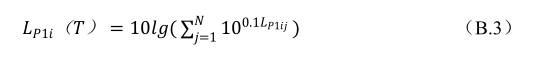 L_{P1i}（T）= 10lg(∑_{j=1}^{N} 10^{0.1L_{P1ij}})（B.3）